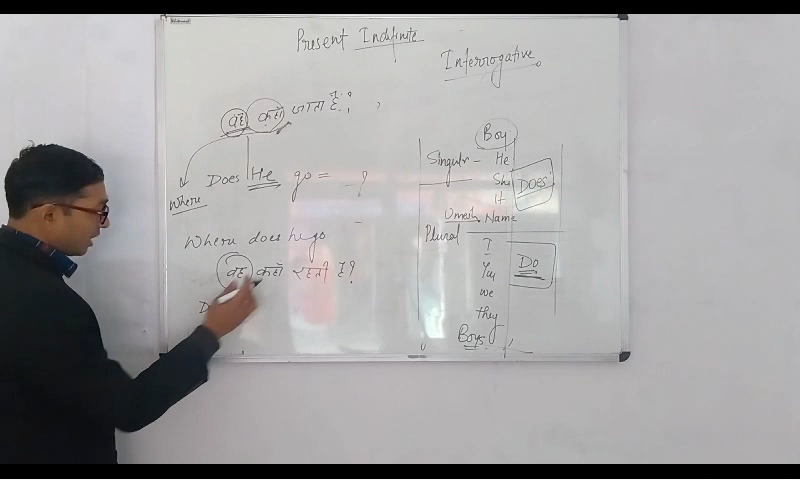 Present Indefinite
Interrogative
वह कहाँ जाता है ?
Where
Does He go = ?
Where does he go
वह कहाँ रहती है?
D
Boy
Singulr - He
She
It
DOES
Umesh Name
Plural
I
You
we
they
Boys
Do